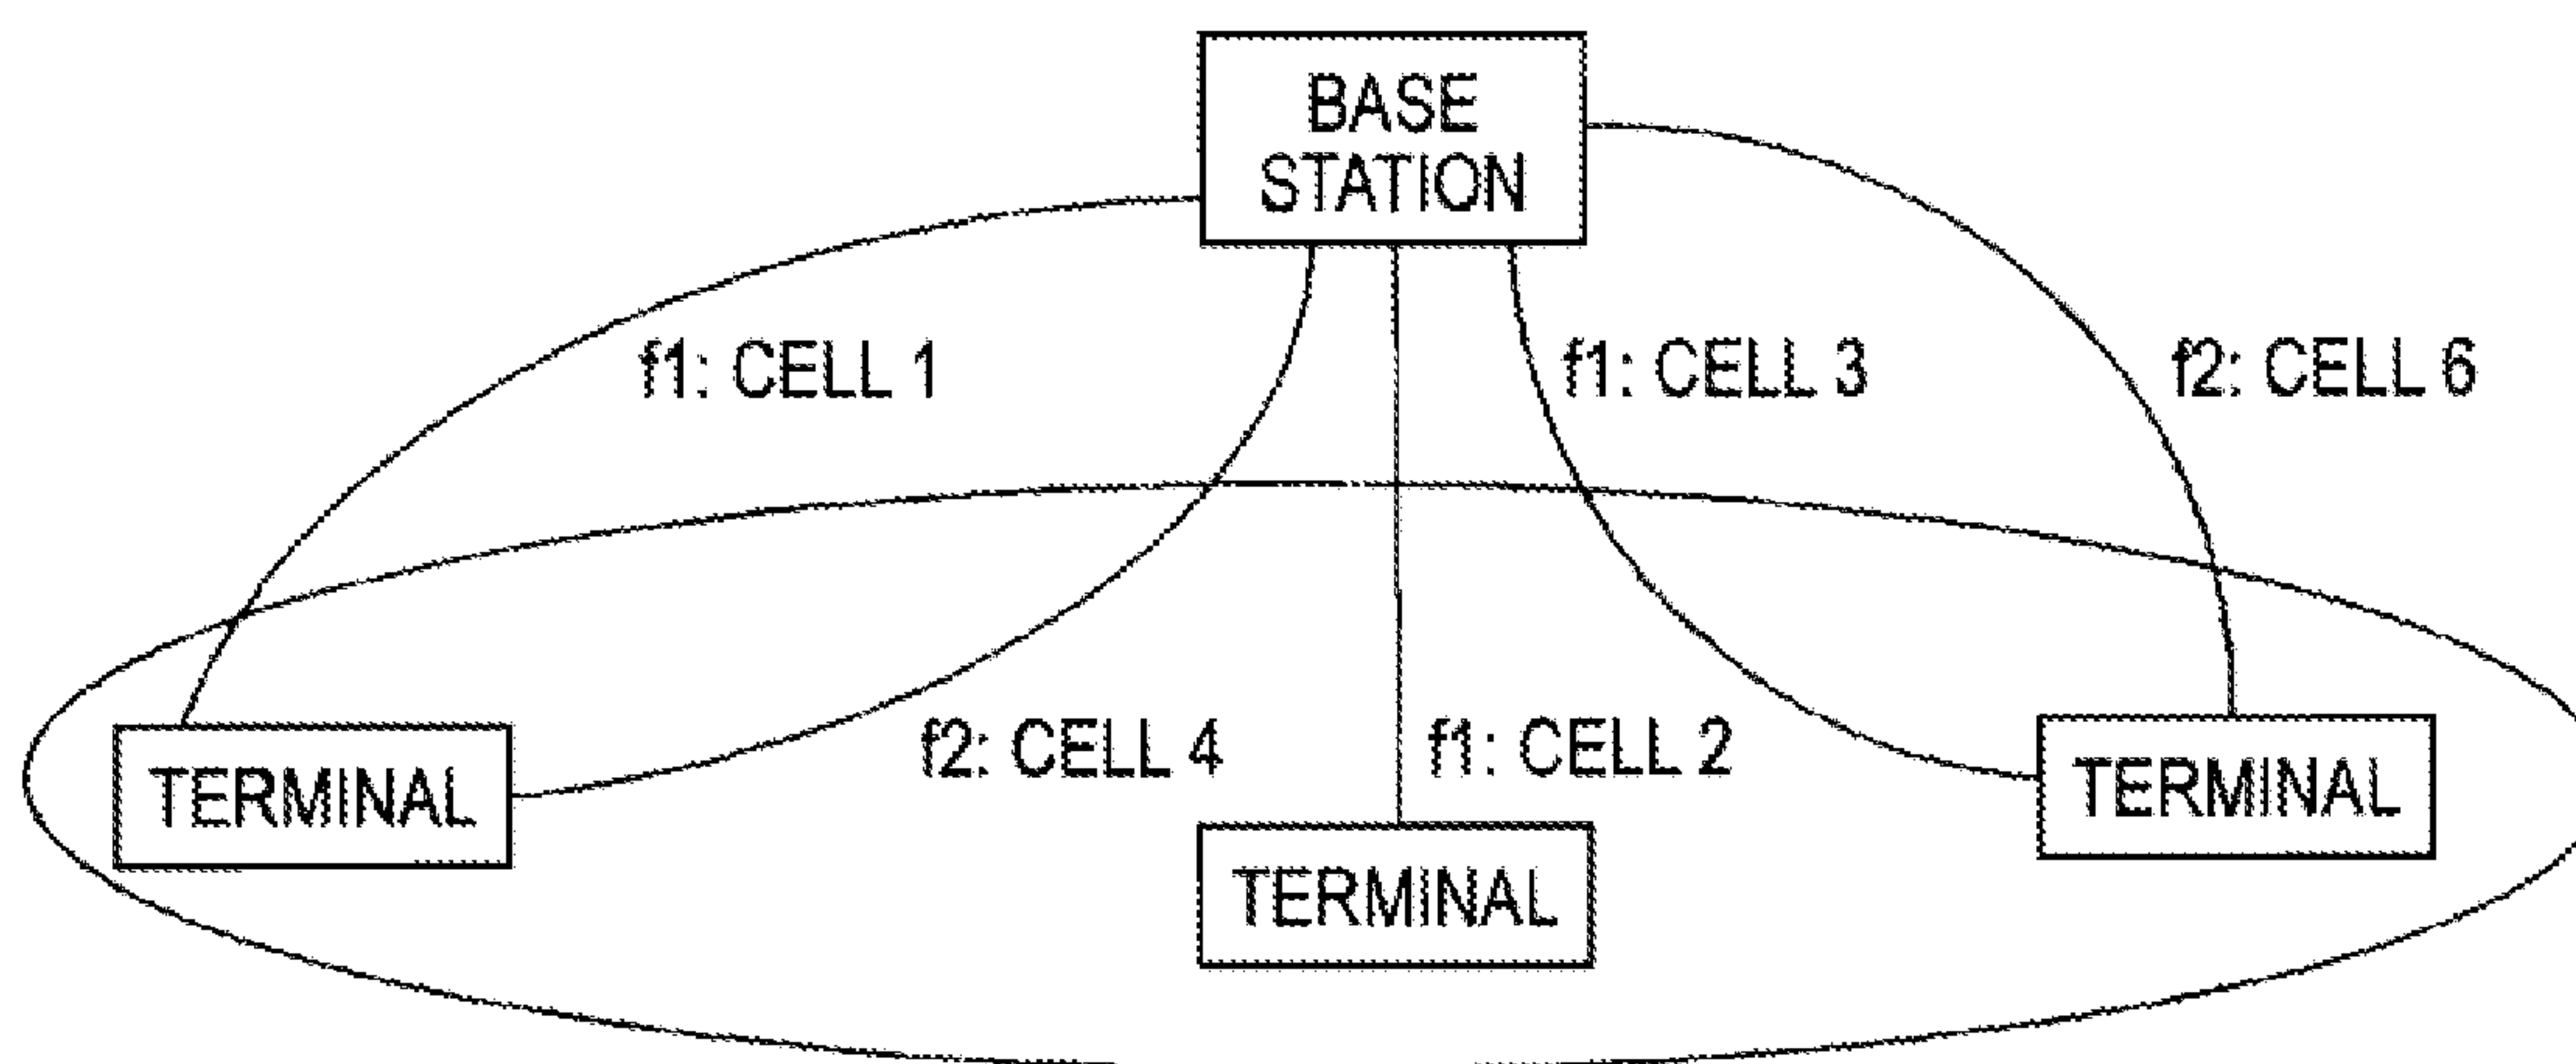 BASE
STATION
f1: CELL 1
f1: CELL 3
f2: CELL 6
f2: CELL 4
f1: CELL 2
TERMINAL
TERMINAL
TERMINAL